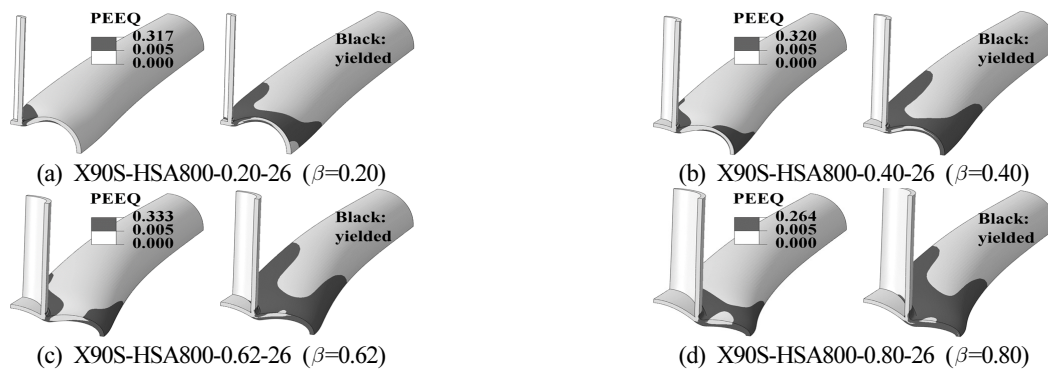 PEEQ
0.317
0.005
0.000
Black:
yielded
PEEQ
0.320
0.005
0.000
Black:
yielded
(a) X90S-HSA800-0.20-26 (β=0.20)
(b) X90S-HSA800-0.40-26 (β=0.40)
PEEQ
0.333
0.005
0.000
Black:
yielded
PEEQ
0.264
0.005
0.000
Black:
yielded
(c) X90S-HSA800-0.62-26 (β=0.62)
(d) X90S-HSA800-0.80-26 (β=0.80)